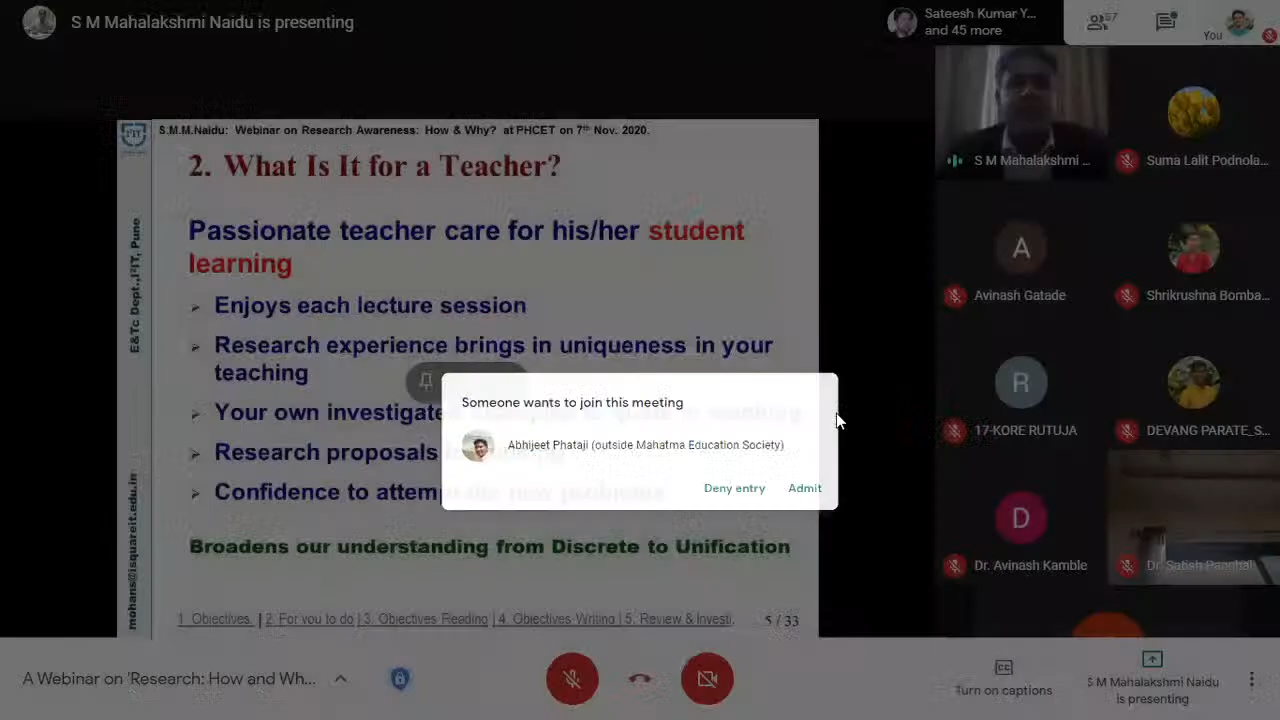 S M Mahalakshmi Naidu is presenting
Sateesh Kumar Y...
and 45 more
57
You
S.M.M.Naidu: Webinar on Research Awareness: How & Why? at PHCET on 7th Nov. 2020.
2. What Is It for a Teacher?
Passionate teacher care for his/her student
learning
➢ Enjoys each lecture session
➢ Research experience brings in uniqueness in your
teaching
➢ Your own investigate
➢ Research proposals
➢ Confidence to attem
Broadens our understanding from Discrete to Unification
1. Objectives. | 2. For you to do | 3. Objectives-Reading | 4. Objectives-Writing | 5. Review & Investi.
5 / 33
E&Tc Dept.,I²IT, Pune
mohans@isquareit.edu.in
Someone wants to join this meeting
Abhijeet Phataji (outside Mahatma Education Society)
Deny entry
Admit
S M Mahalakshmi ...
Suma Lalit Podnola...
A
Avinash Gatade
Shrikrushna Bomba...
R
17-KORE RUTUJA
DEVANG PARATE_S...
D
Dr. Avinash Kamble
A Webinar on 'Research: How and Wh...
CC
Turn on captions
S M Mahalakshmi Naidu
is presenting